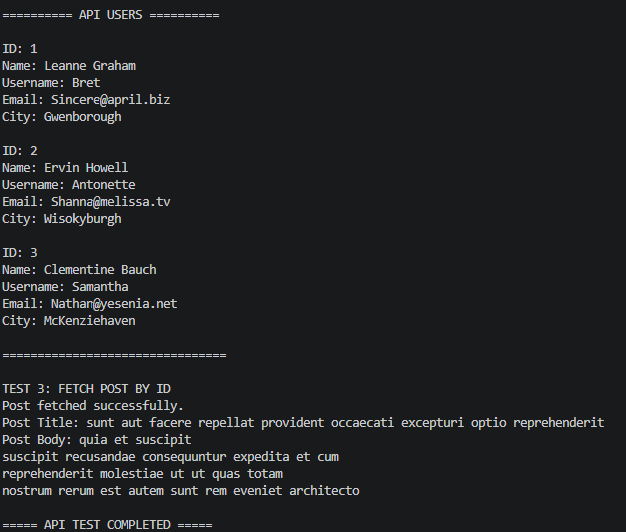 ========== API USERS ==========
ID: 1
Name: Leanne Graham
Username: Bret
Email: Sincere@april.biz
City: Gwenborough
ID: 2
Name: Ervin Howell
Username: Antonette
Email: Shanna@melissa.tv
City: Wisokyburgh
ID: 3
Name: Clementine Bauch
Username: Samantha
Email: Nathan@yesenia.net
City: McKenziehaven
================================
TEST 3: FETCH POST BY ID
Post fetched successfully.
Post Title: sunt aut facere repellat provident occaecati excepturi optio reprehenderit
Post Body: quia et suscipit
suscipit recusandae consequuntur expedita et cum
reprehenderit molestiae ut ut quas totam
nostrum rerum est autem sunt rem eveniet architecto
===== API TEST COMPLETED =====